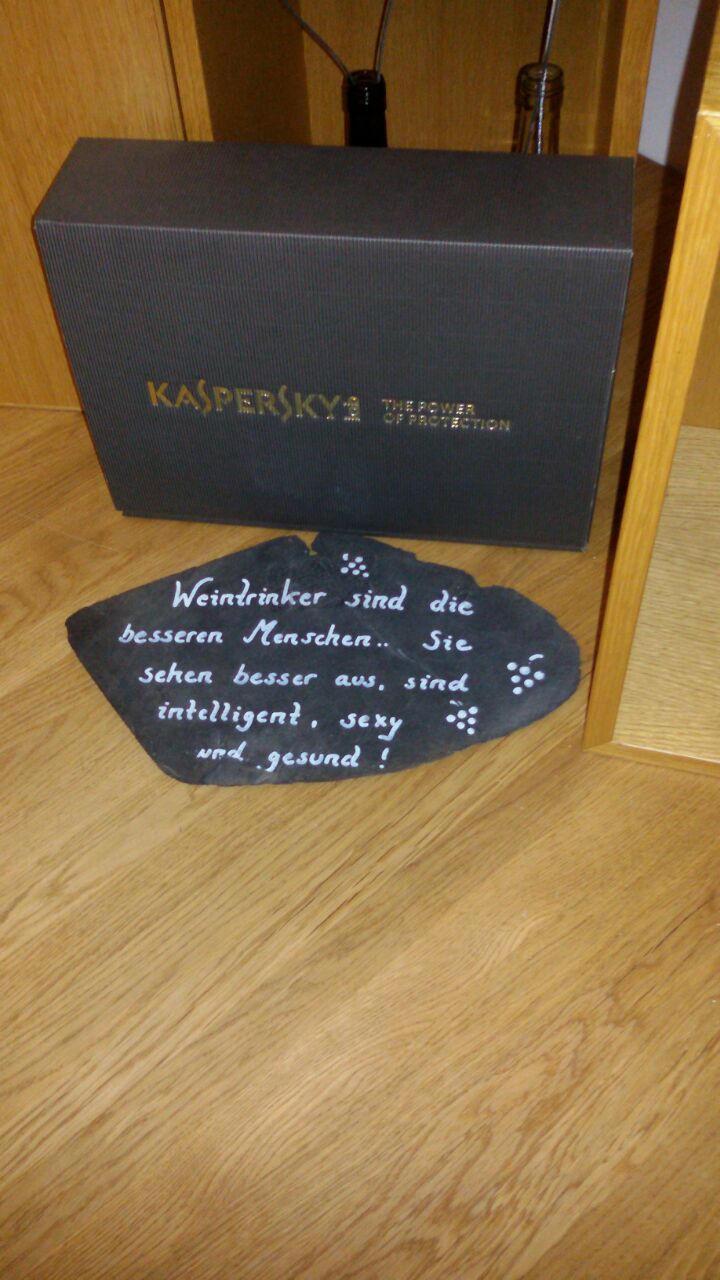 KASPERSKY lab
THE POWER
OF PROTECTION
Weintrinker sind die
besseren Menschen.. Sie
sehen besser aus, sind
intelligent, sexy
und gesund !